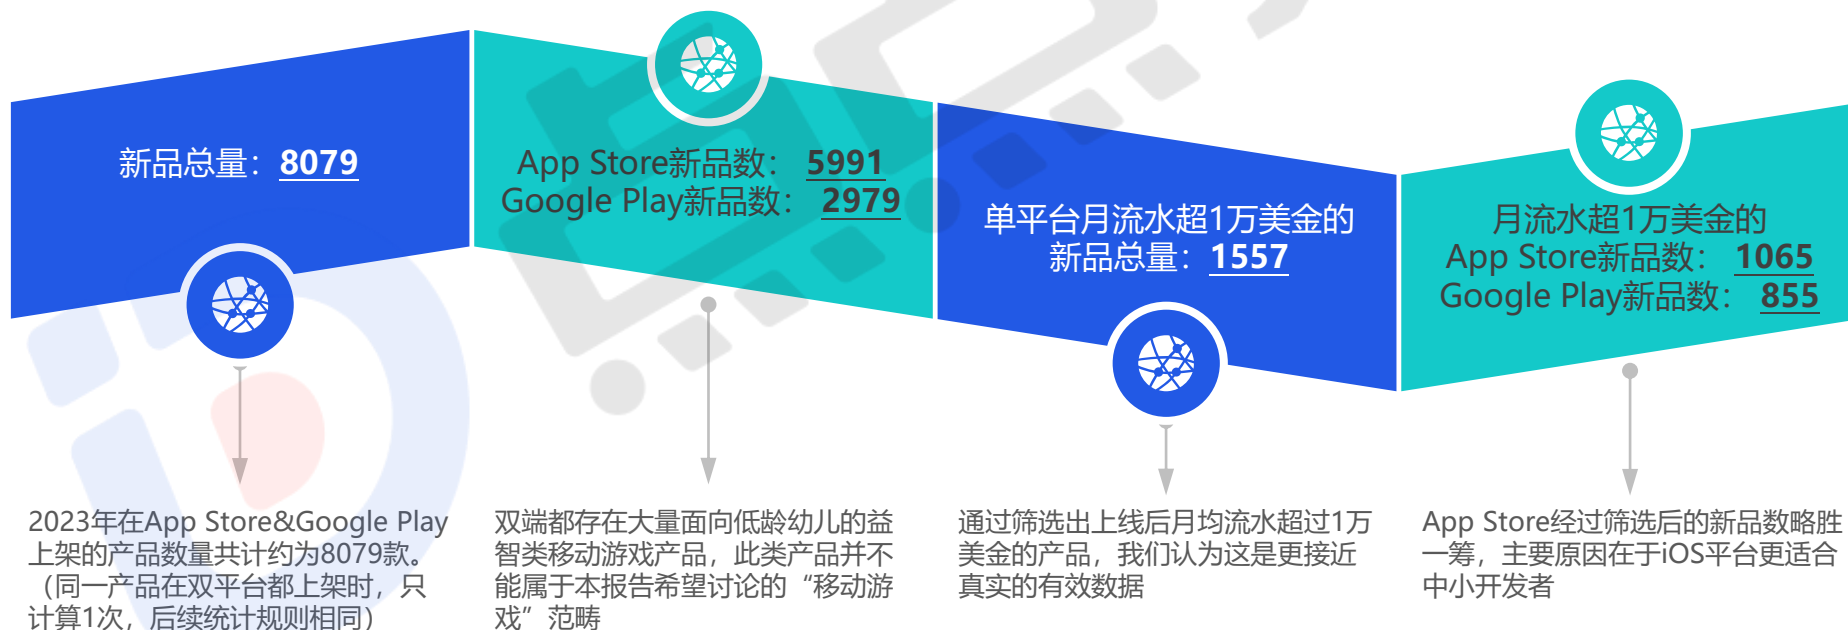 新品总量：8079
App Store新品数：5991
Google Play新品数：2979
单平台月流水超1万美金的
新品总量：1557
月流水超1万美金的
App Store新品数：1065
Google Play新品数：855
2023年在App Store&Google Play
上架的产品数量共计约为8079款。
（同一产品在双平台都上架时，只
计算1次，后续统计规则相同）
双端都存在大量面向低龄幼儿的益
智类移动游戏产品，此类产品并不
能属于本报告希望讨论的“移动游
戏”范畴
通过筛选出上线后月均流水超过1万
美金的产品，我们认为这是更接近
真实的有效数据
App Store经过筛选后的新品数略胜
一筹，主要原因在于iOS平台更适合
中小开发者